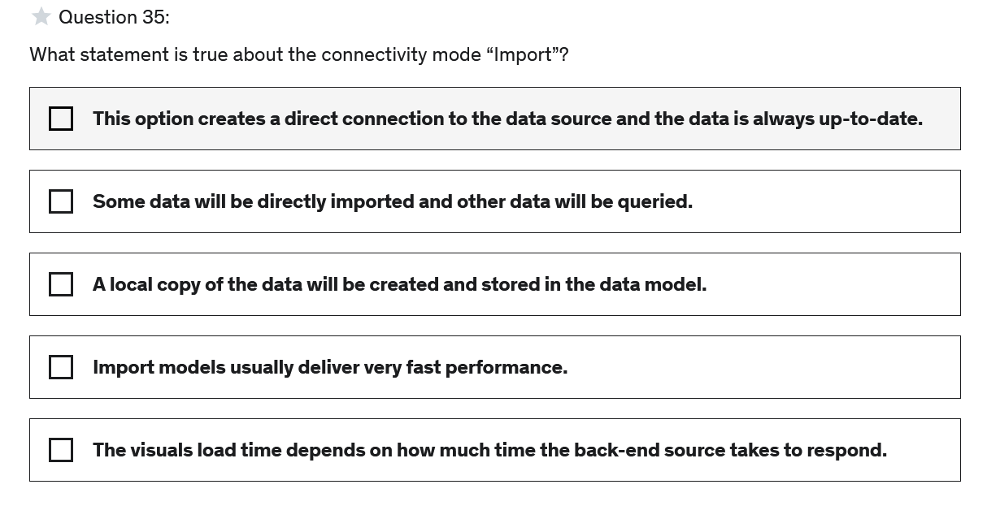 Question 35:
What statement is true about the connectivity mode “Import”?
This option creates a direct connection to the data source and the data is always up-to-date.
Some data will be directly imported and other data will be queried.
A local copy of the data will be created and stored in the data model.
Import models usually deliver very fast performance.
The visuals load time depends on how much time the back-end source takes to respond.